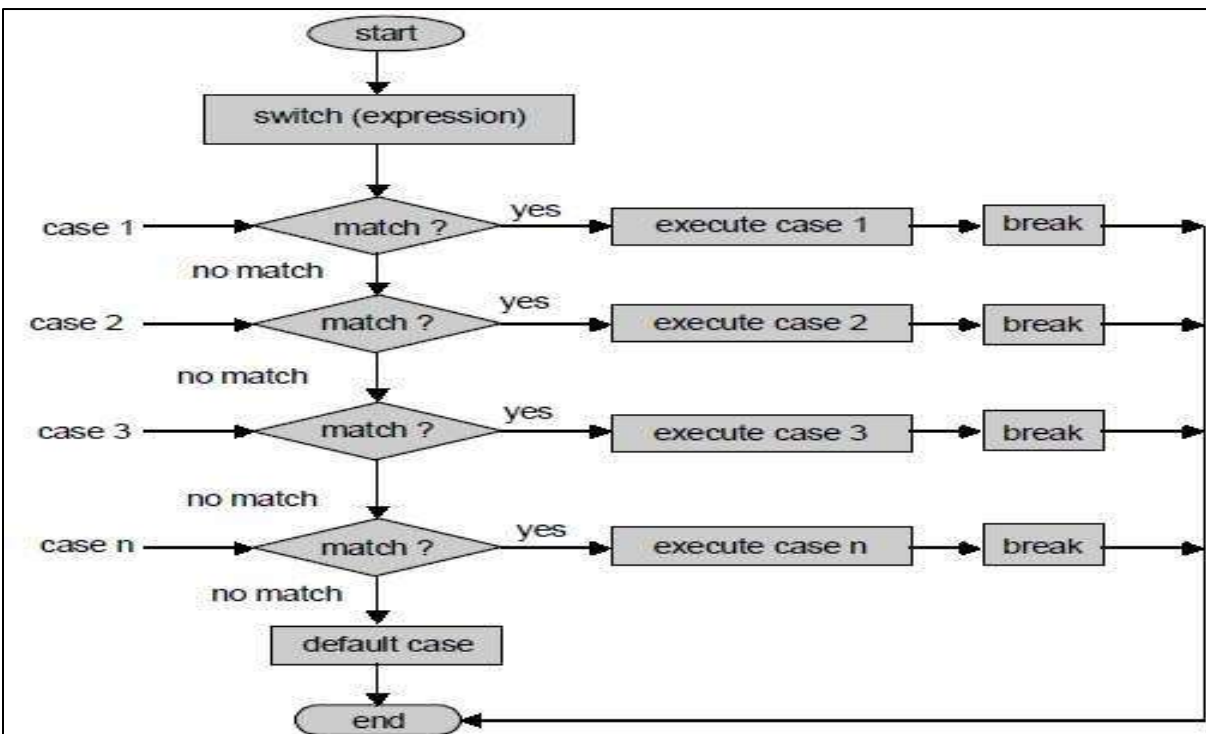 start
switch (expression)
case 1
match ?
yes
execute case 1
break
no match
case 2
match ?
yes
execute case 2
break
no match
case 3
match ?
yes
execute case 3
break
no match
case n
match ?
yes
execute case n
break
no match
default case
end